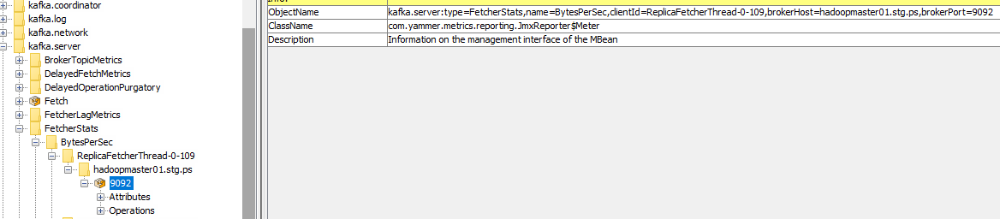 kafka.coordinator
kafka.log
kafka.network
kafka.server
BrokerTopicMetrics
DelayedFetchMetrics
DelayedOperationPurgatory
Fetch
FetcherLagMetrics
FetcherStats
BytesPerSec
ReplicaFetcherThread-0-109
hadoopmaster01.stg.ps
9092
Attributes
Operations
ObjectName kafka.server:type=FetcherStats,name=BytesPerSec,clientId=ReplicaFetcherThread-0-109,brokerHost=hadoopmaster01.stg.ps,brokerPort=9092
ClassName com.yammer.metrics.reporting.JmxReporter$Meter
Description Information on the management interface of the MBean